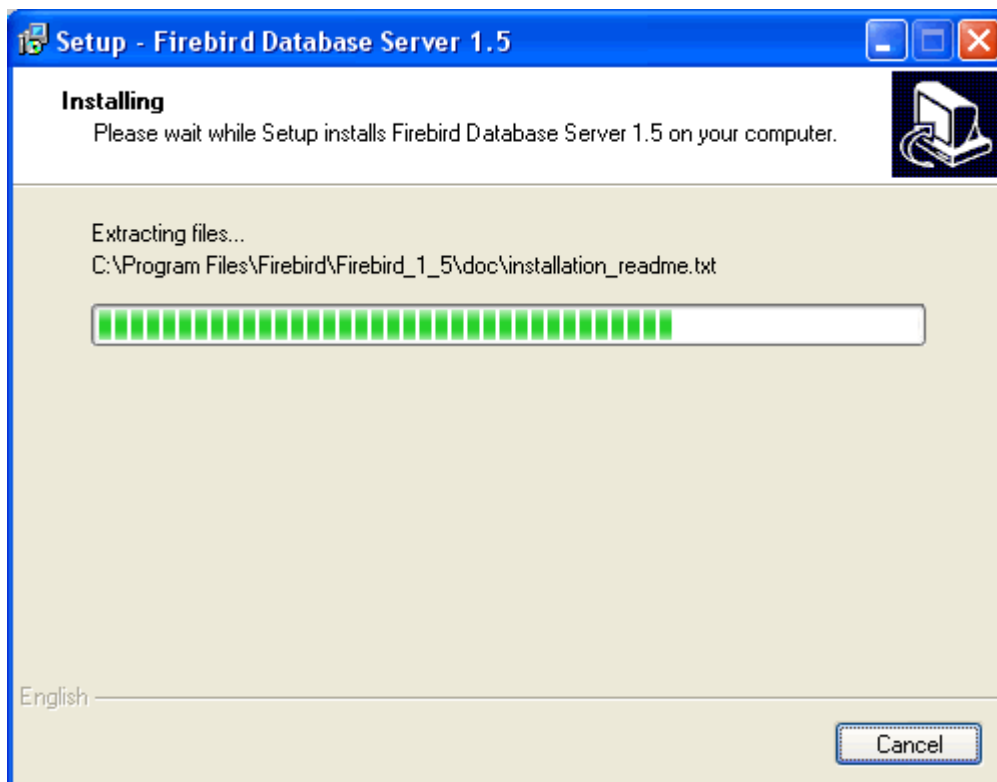 Setup - Firebird Database Server 1.5
Installing
Please wait while Setup installs Firebird Database Server 1.5 on your computer.
Extracting files...
C:\Program Files\Firebird\Firebird_1_5\doc\installation_readme.txt
English
Cancel